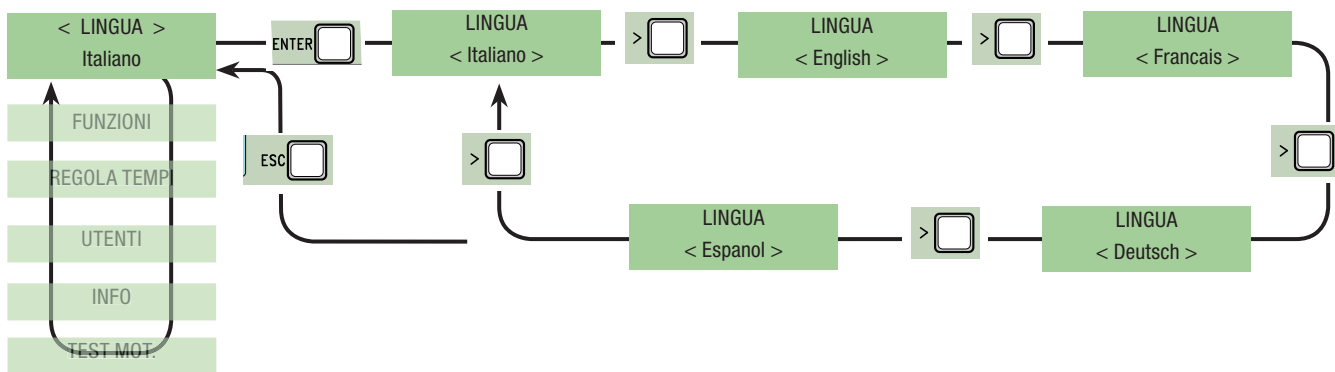 < LINGUA >
Italiano
ENTER
LINGUA
< Italiano >
>
LINGUA
< English >
>
LINGUA
< Francais >
>
LINGUA
< Deutsch >
>
LINGUA
< Espanol >
>
ESC
FUNZIONI
REGOLA TEMPI
UTENTI
INFO
TEST MOT.